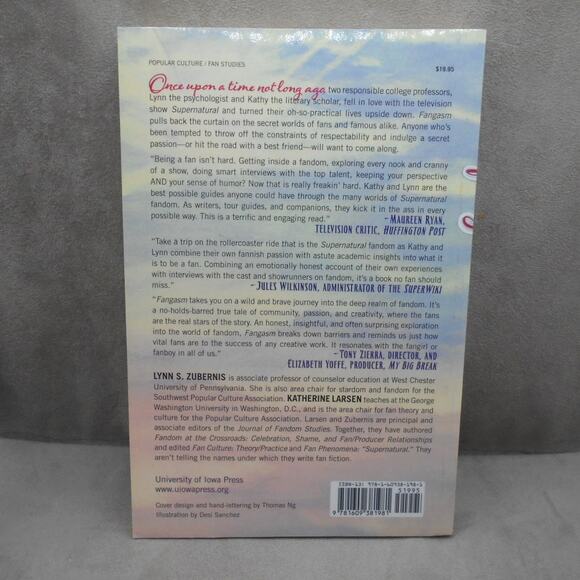 POPULAR CULTURE / FAN STUDIES
$19.95
Once upon a time not long ago two responsible college professors,
Lynn the psychologist and Kathy the literary scholar, fell in love with the television
show Supernatural and turned their oh-so-practical lives upside down. Fangasm
pulls back the curtain on the secret worlds of fans and famous alike. Anyone who's
been tempted to throw off the constraints of respectability and indulge a secret
passion—or hit the road with a best friend—will want to come along.
"Being a fan isn't hard. Getting inside a fandom, exploring every nook and cranny
of a show, doing smart interviews with the top talent, keeping your perspective
AND your sense of humor? Now that is really freakin' hard. Kathy and Lynn are the
best possible guides anyone could have through the many worlds of Supernatural
fandom. As writers, tour guides, and companions, they kick it in the ass in every
possible way. This is a terrific and engaging read." – MAUREEN RYAN,
TELEVISION CRITIC, HUFFINGTON POST
"Take a trip on the rollercoaster ride that is the Supernatural fandom as Kathy and
Lynn combine their own fannish passion with astute academic insights into what it
is to be a fan. Combining an emotionally honest account of their own experiences
with interviews with the cast and showrunners on fandom, it's a book no fan should
miss." – JULES WILKINSON, ADMINISTRATOR OF THE SUPERWIKI
"Fangasm takes you on a wild and brave journey into the deep realm of fandom. It's
a no-holds-barred true tale of community, passion, and creativity, where the fans
are the real stars of the story. An honest, insightful, and often surprising exploration
into the world of fandom, Fangasm breaks down barriers and reminds us just how
vital fans are to the success of any creative work. It resonates with the fangirl or
fanboy in all of us." – TONY ZIERRA, DIRECTOR, AND
ELIZABETH YOFFE, PRODUCER, MY BIG BREAK
LYNN S. ZUBERNIS is associate professor of counselor education at West Chester
University of Pennsylvania. She is also area chair for stardom and fandom for the
Southwest Popular Culture Association. KATHERINE LARSEN teaches at the George
Washington University in Washington, D.C., and is the area chair for fan theory and
culture for the Popular Culture Association. Larsen and Zubernis are principal and
associate editors of the Journal of Fandom Studies. Together, they have authored
Fandom at the Crossroads: Celebration, Shame, and Fan/Producer Relationships
and edited Fan Culture: Theory/Practice and Fan Phenomena: "Supernatural." They
aren't telling the names under which they write fan fiction.
University of Iowa Press
www.uiowapress.org
Cover design and hand-lettering by Thomas Ng
Illustration by Desi Sanchez
ISBN-13: 978-1-60938-198-1
51995
9 781609 381981